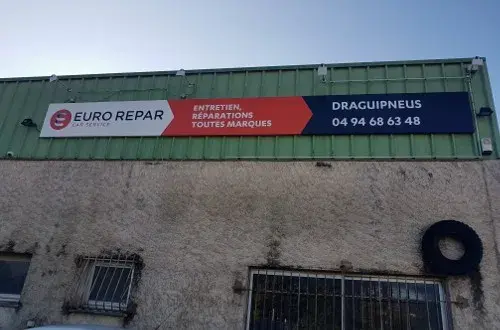 EURO REPAR
CAR SERVICE
ENTRETIEN,
RÉPARATIONS
TOUTES MARQUES
DRAGUIPNEUS
04 94 68 63 48